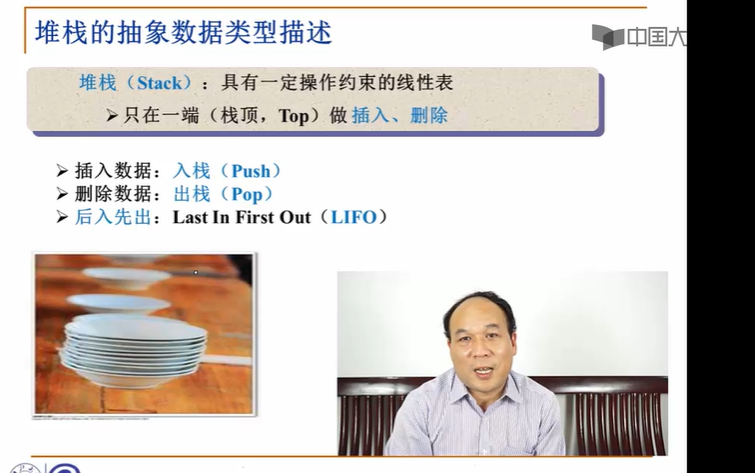 堆栈的抽象数据类型描述
中国大
堆栈（Stack）：具有一定操作约束的线性表
➢只在一端（栈顶，Top）做 插入、删除
➢ 插入数据：入栈（Push）
➢ 删除数据：出栈（Pop）
➢ 后入先出：Last In First Out（LIFO）